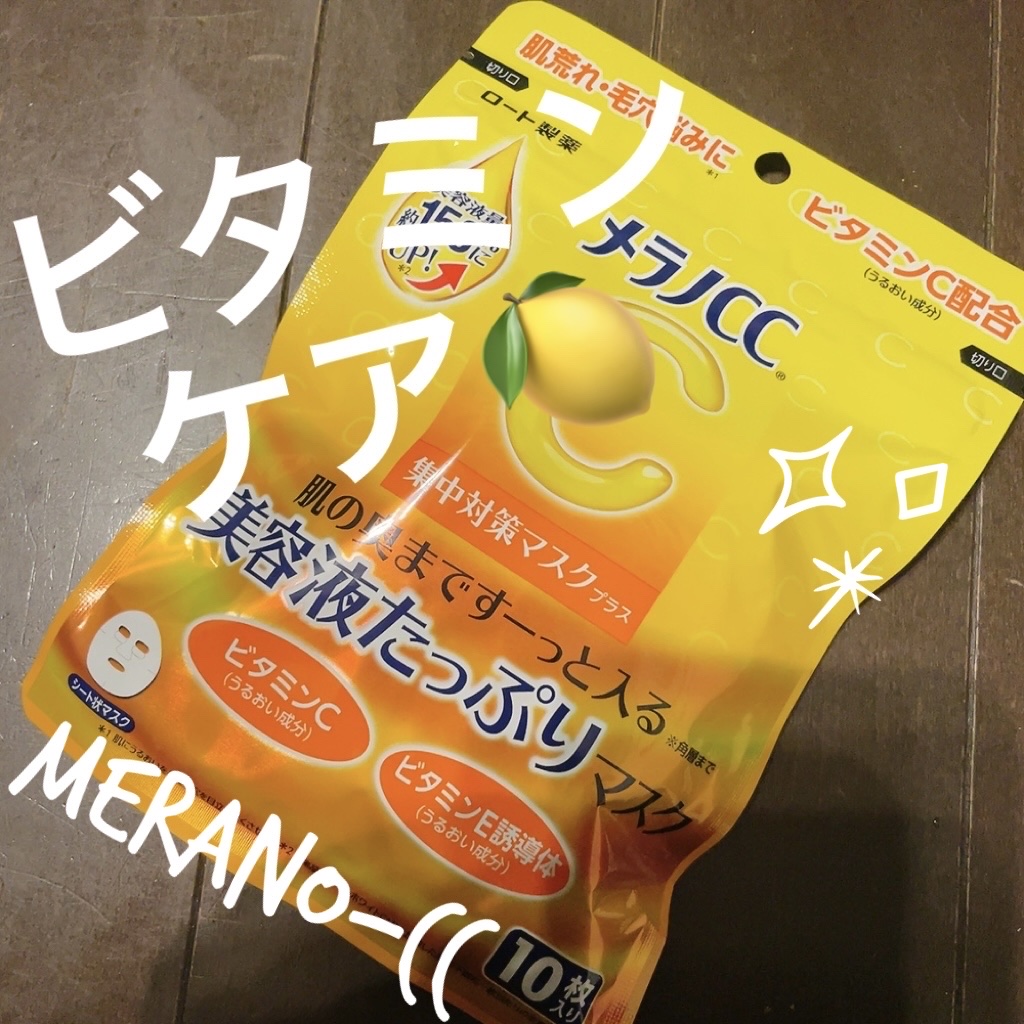 肌荒れ・毛穴悩みに
*1
切り口
ロート製薬
美容液量
約150%に
UP!
*2
メラノCC®
ビタミンC配合
(うるおい成分)
切り口
ビタミン
ケア
集中対策マスクプラス
肌の奥まですーっと入る
※角層まで
美容液たっぷりマスク
ビタミンC
(うるおい成分)
ビタミンE誘導体
(うるおい成分)
シート状マスク
MERANo-CC
10枚入り